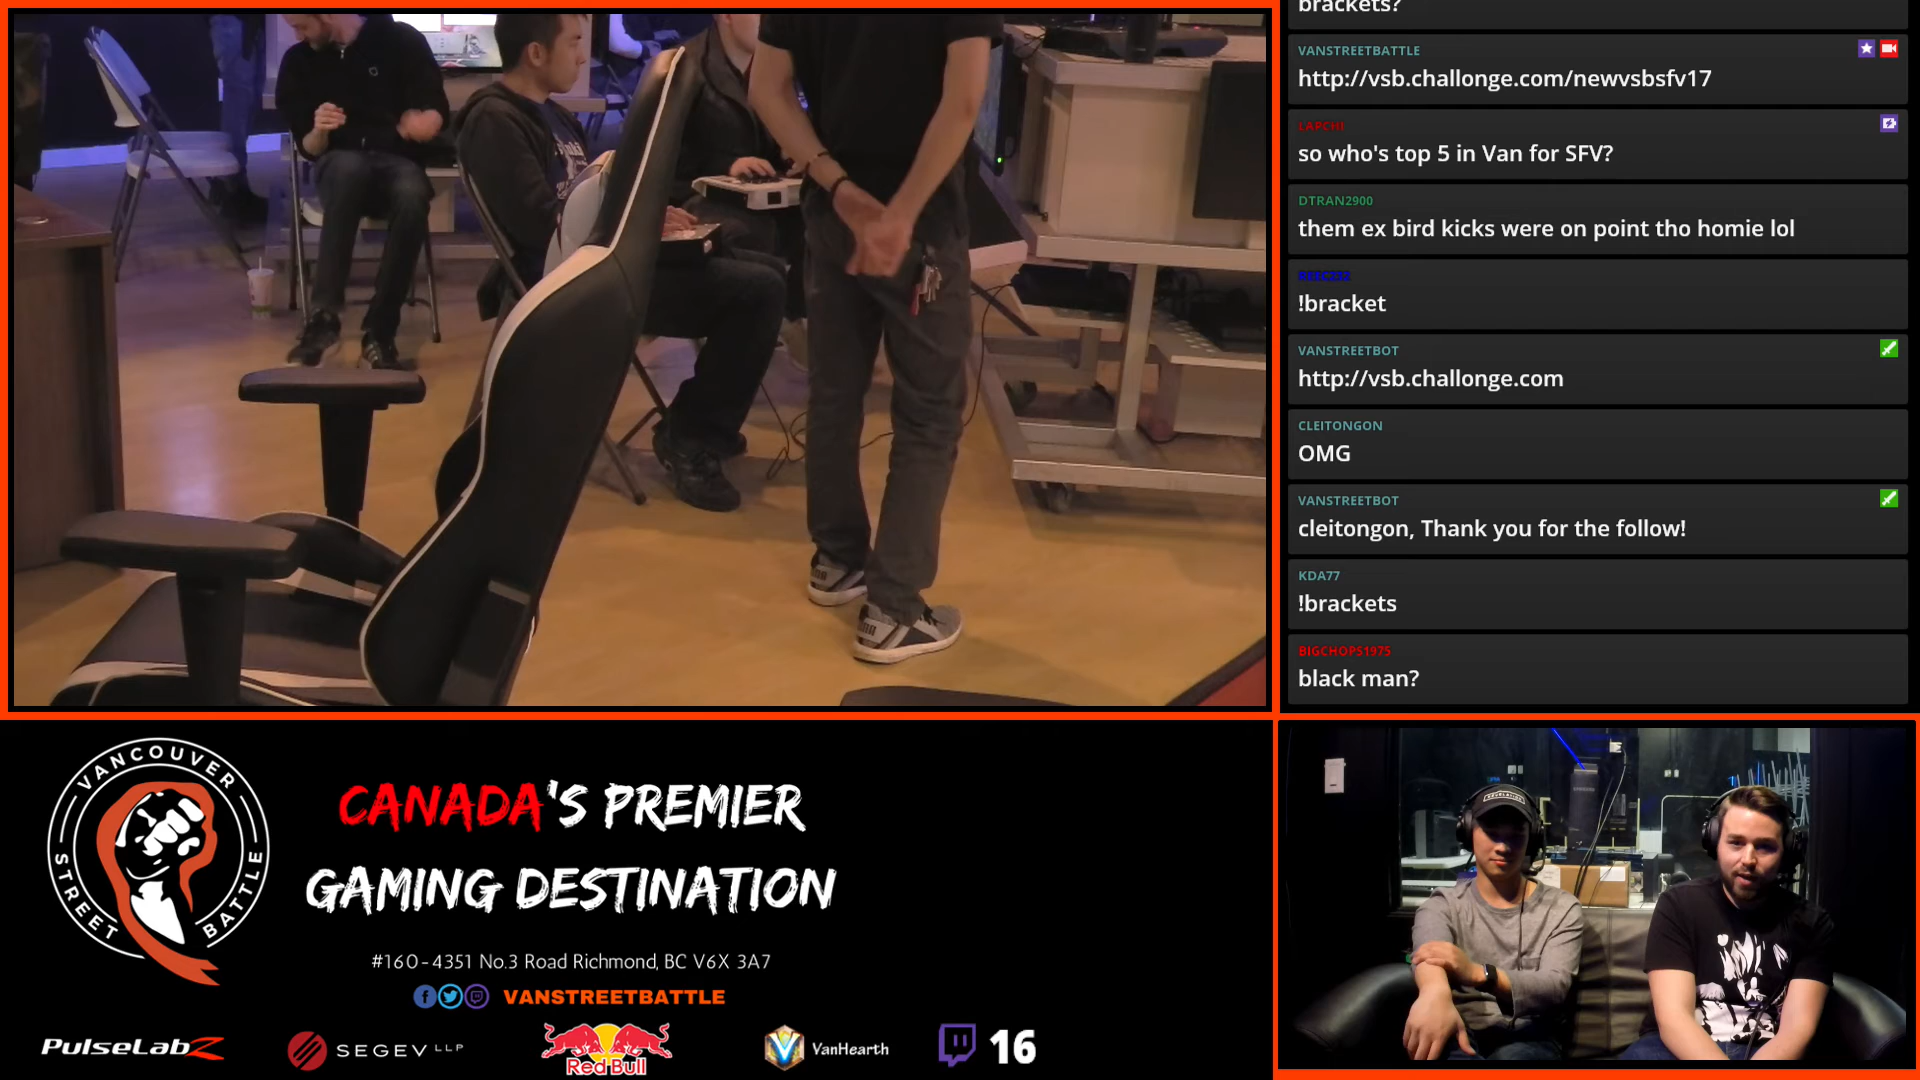 brackets?
VANSTREETBATTLE
http://vsb.challonge.com/newvsbsfv17
LAPCHI
so who's top 5 in Van for SFV?
DTRAN2900
them ex bird kicks were on point tho homie lol
!bracket
VANSTREETBOT
http://vsb.challonge.com
CLEITONGON
OMG
VANSTREETBOT
cleitongon, Thank you for the follow!
KDA77
!brackets
BIGCHOPS1975
black man?
VANCOUVER
STREET BATTLE
CANADA'S PREMIER
GAMING DESTINATION
#160-4351 No.3 Road Richmond, BC V6X 3A7
VANSTREETBATTLE
PULSELABZ
SEGEV LLP
Red Bull
VanHearth
16